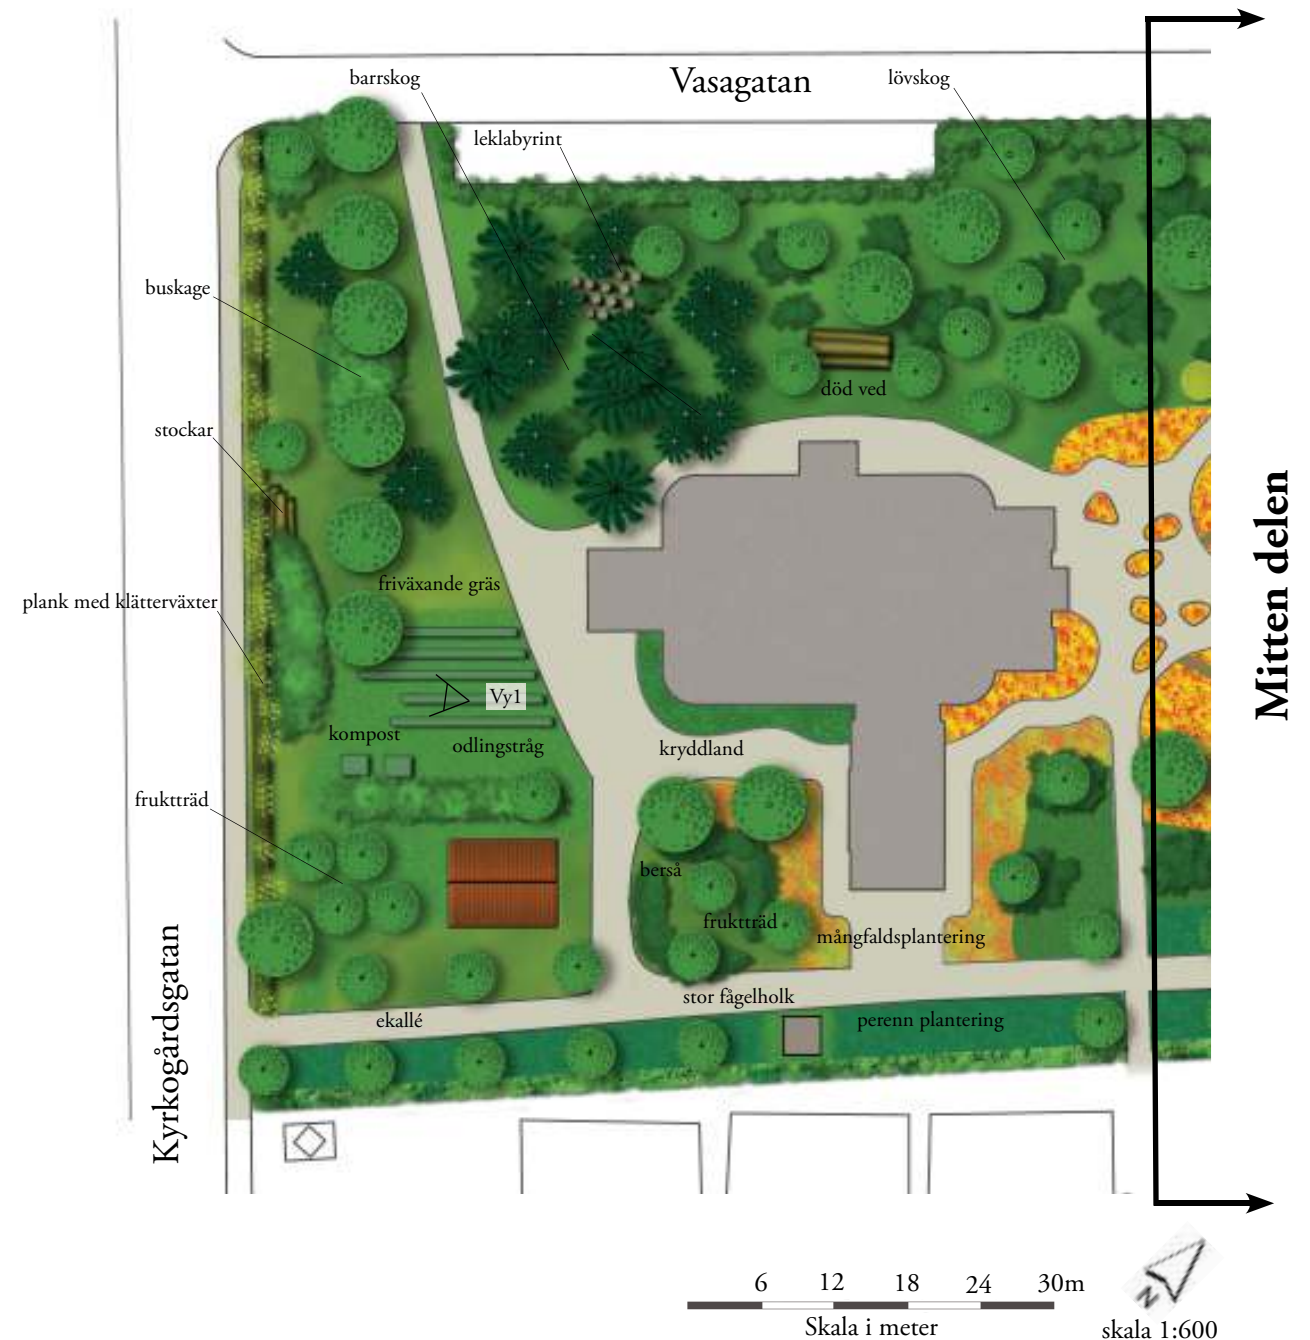 Vasagatan
barrskog
lövskog
leklabyrint
buskage
död ved
stockar
Mitten delen
friväxande gräs
plank med klätterväxter
Vy1
kompost
odlingstråg
kryddland
fruktträd
berså
fruktträd
mångfaldsplantering
Kyrkogårdsgatan
stor fågelholk
ekallé
perenn plantering
6 12 18 24 30m
Skala i meter
N
skala 1:600